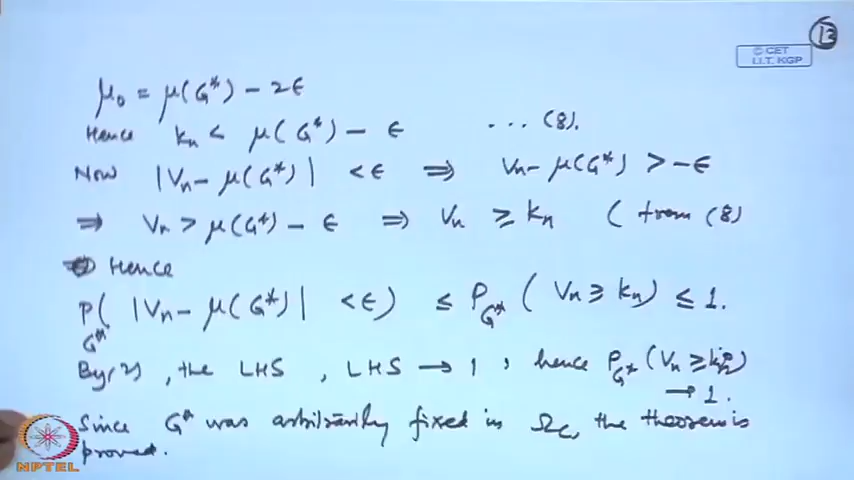 13
© CET
I.I.T. KGP
μ₀ = μ(G*) − 2ϵ
Hence kₙ < μ(G*) − ϵ ... (8).
Now |Vₙ − μ(G*)| < ϵ ⇒ Vₙ − μ(G*) > −ϵ
⇒ Vₙ > μ(G*) − ϵ ⇒ Vₙ ≥ kₙ (from (8)
Hence
P_G*( |Vₙ − μ(G*)| < ϵ) ≤ P_G* ( Vₙ ≥ kₙ) ≤ 1.
By (2), the LHS, LHS → 1, hence P_G* (Vₙ ≥ kₙ)
→ 1.
Since G* was arbitrarily fixed in the theorem is
proved.
NPTEL